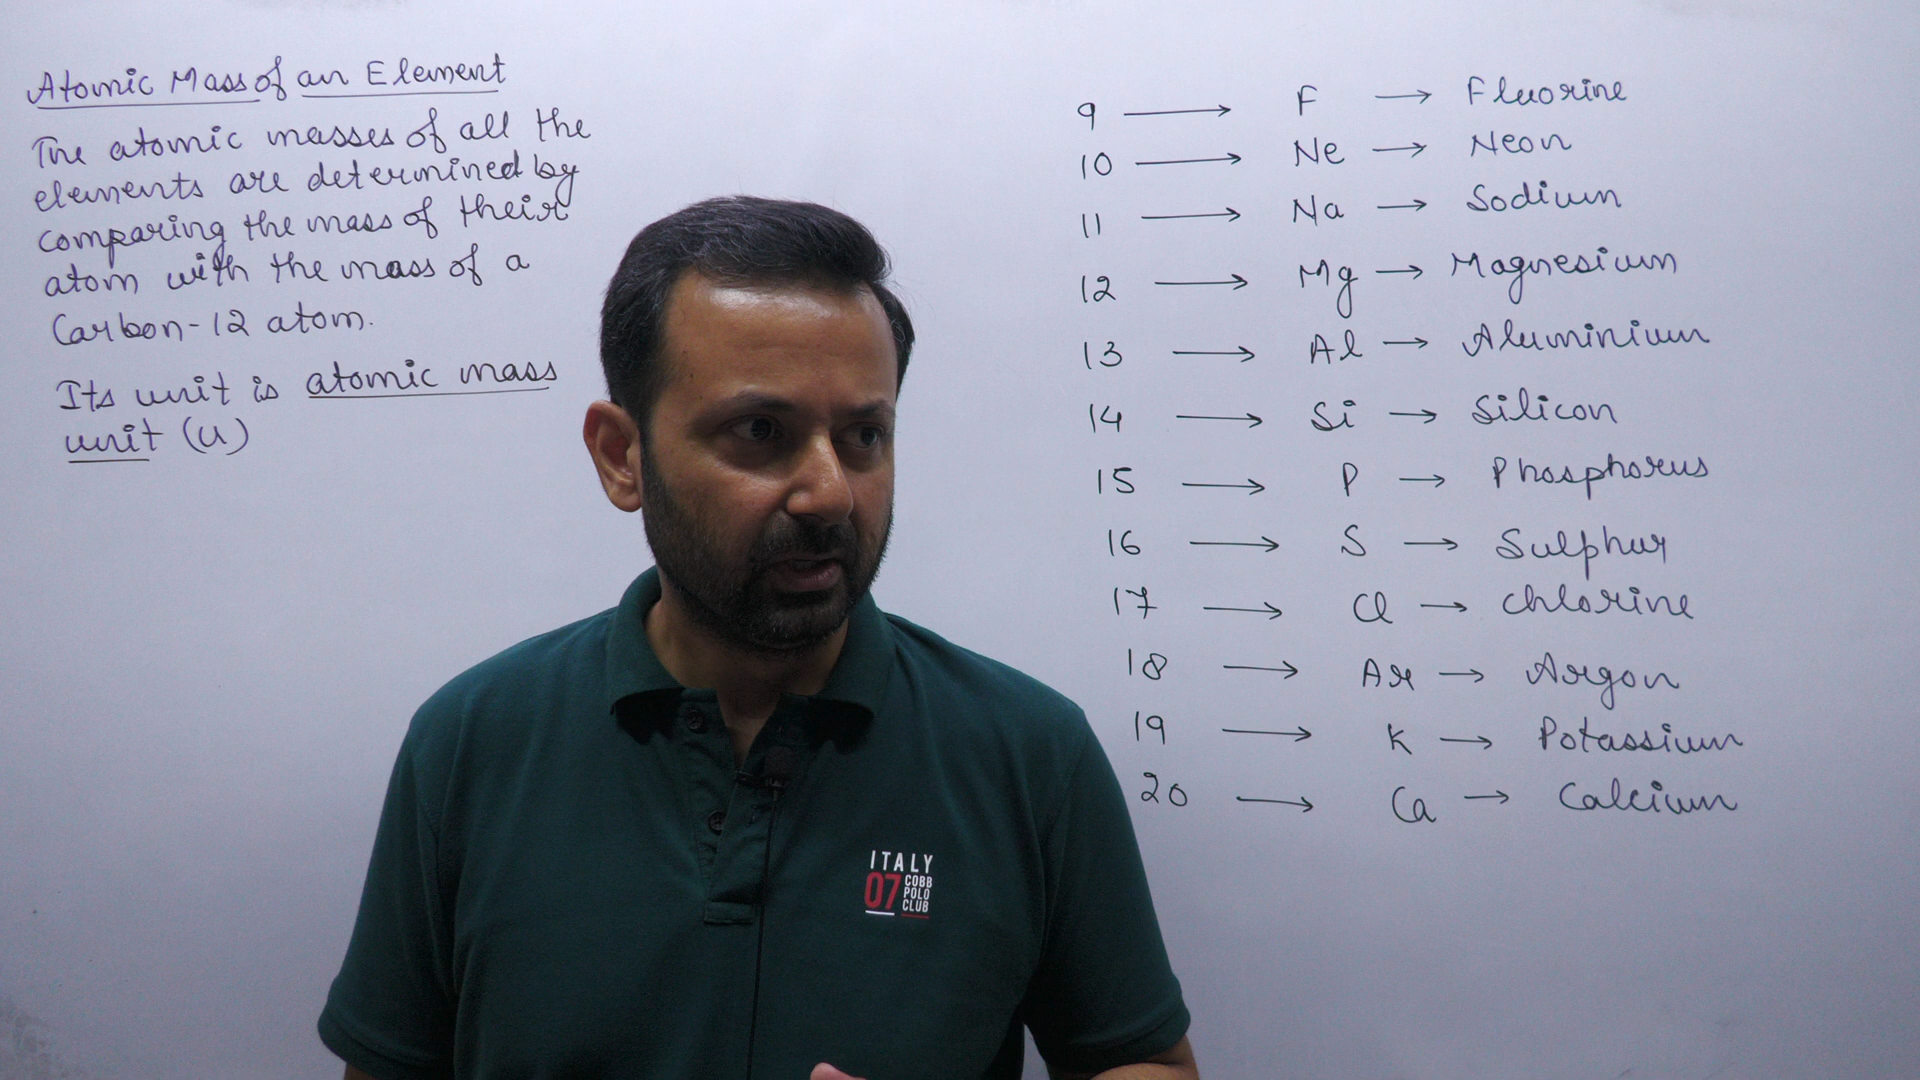 Atomic Mass of an Element
The atomic masses of all the
elements are determined by
comparing the mass of their
atom with the mass of a
Carbon-12 atom.
Its unit is atomic mass
unit (u)
9 → F → Fluorine
10 → Ne → Neon
11 → Na → Sodium
12 → Mg → Magnesium
13 → Al → Aluminium
14 → Si → Silicon
15 → P → Phosphorus
16 → S → Sulphur
17 → Cl → Chlorine
18 → Ar → Argon
19 → K → Potassium
20 → Ca → Calcium
ITALY
07 COBB
POLO
CLUB